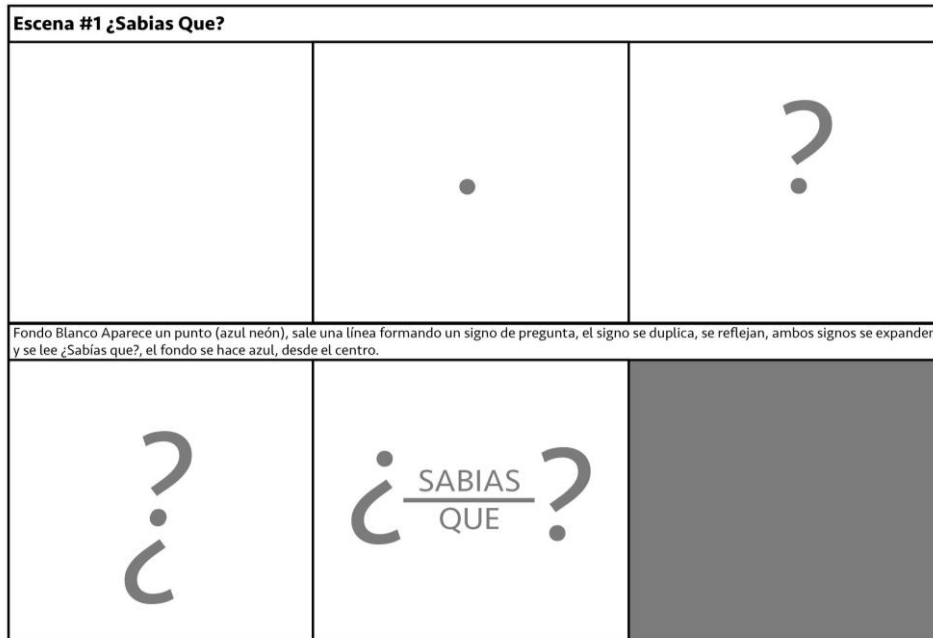 Escena #1 ¿Sabias Que?
?
Fondo Blanco Aparece un punto (azul neón), sale una línea formando un signo de pregunta, el signo se duplica, se reflejan, ambos signos se expanden
y se lee ¿Sabías que?, el fondo se hace azul, desde el centro.
?
¿
¿ SABIAS ?
QUE